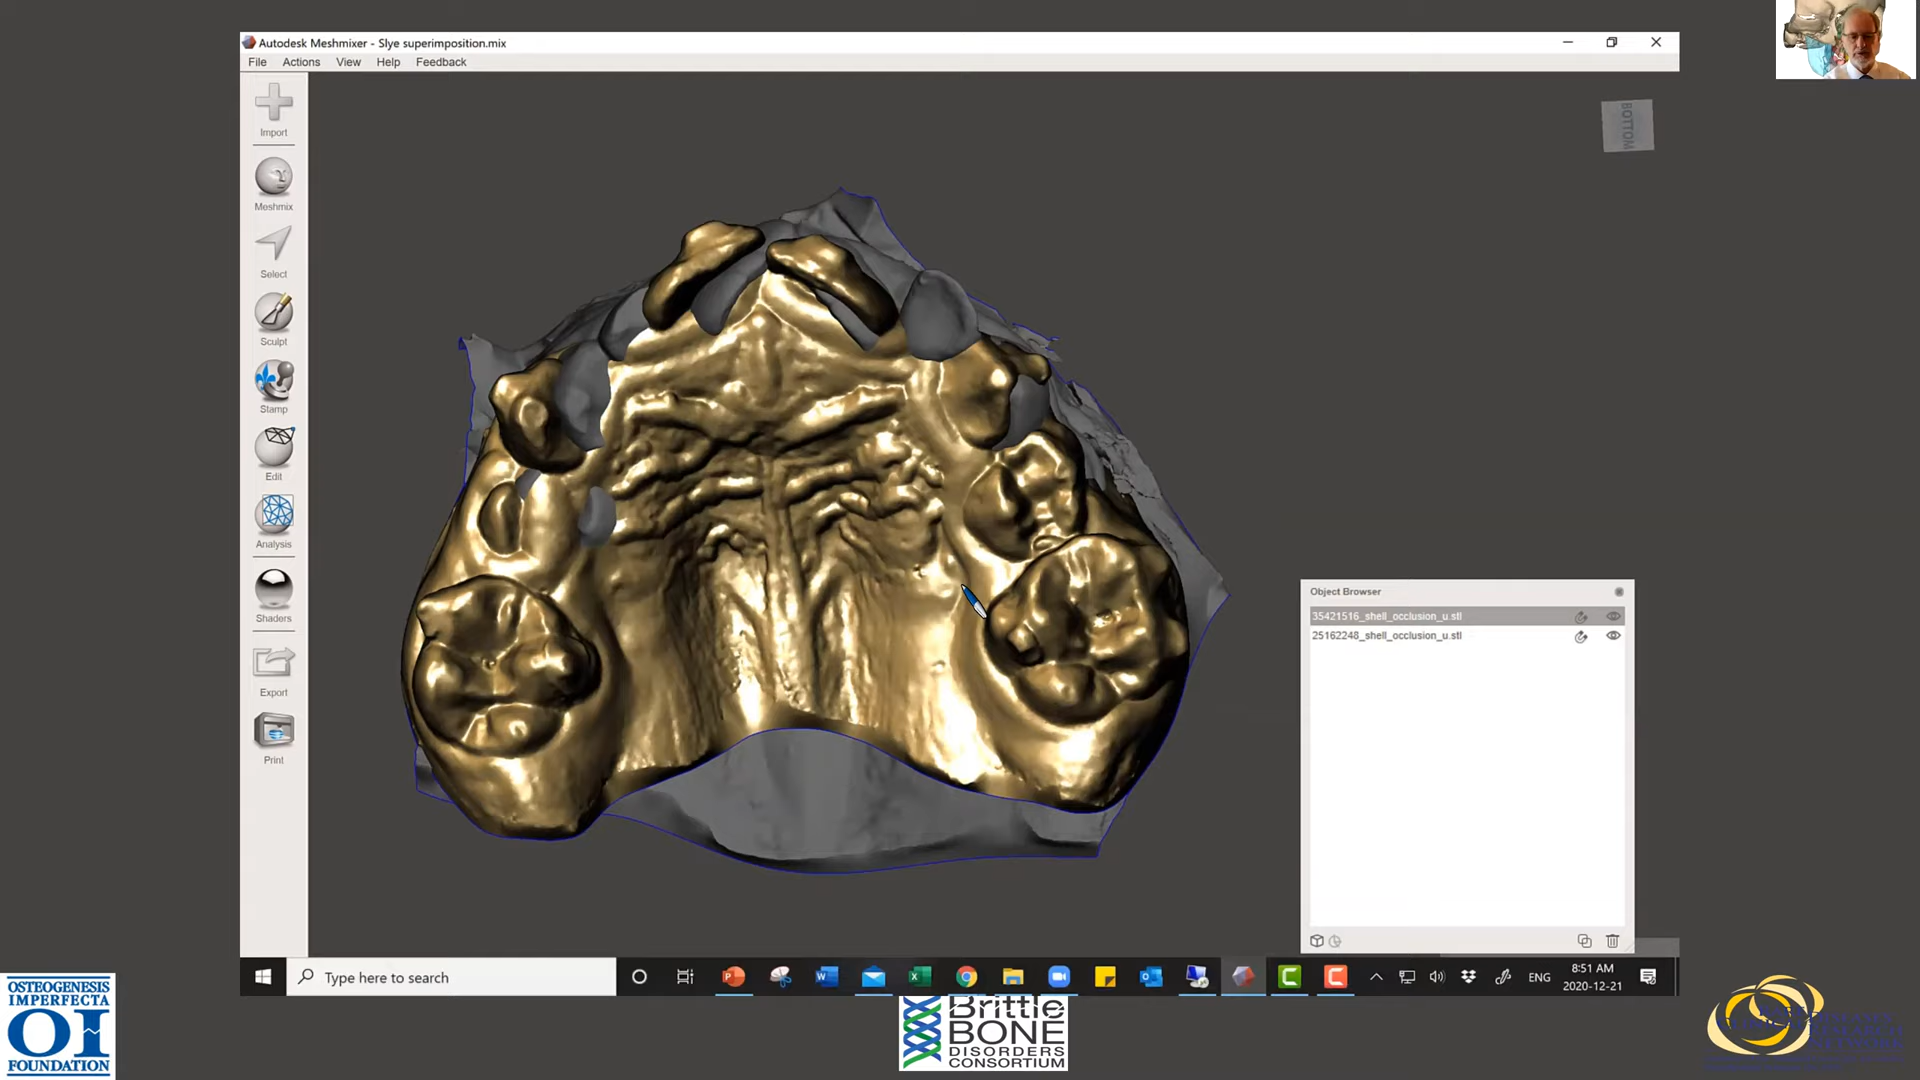 Autodesk Meshmixer - Slye superimposition.mix
File Actions View Help Feedback
Import
Meshmix
Select
Sculpt
Stamp
Edit
Analysis
Shaders
Export
Print
BOTTOM
Object Browser
35421516_shell_occlusion_u.stl
25162248_shell_occlusion_u.stl
Type here to search
ENG
8:51 AM
2020-12-21
OSTEOGENESIS
IMPERFECTA
OI
FOUNDATION
Brittle
BONE
DISORDERS
CONSORTIUM